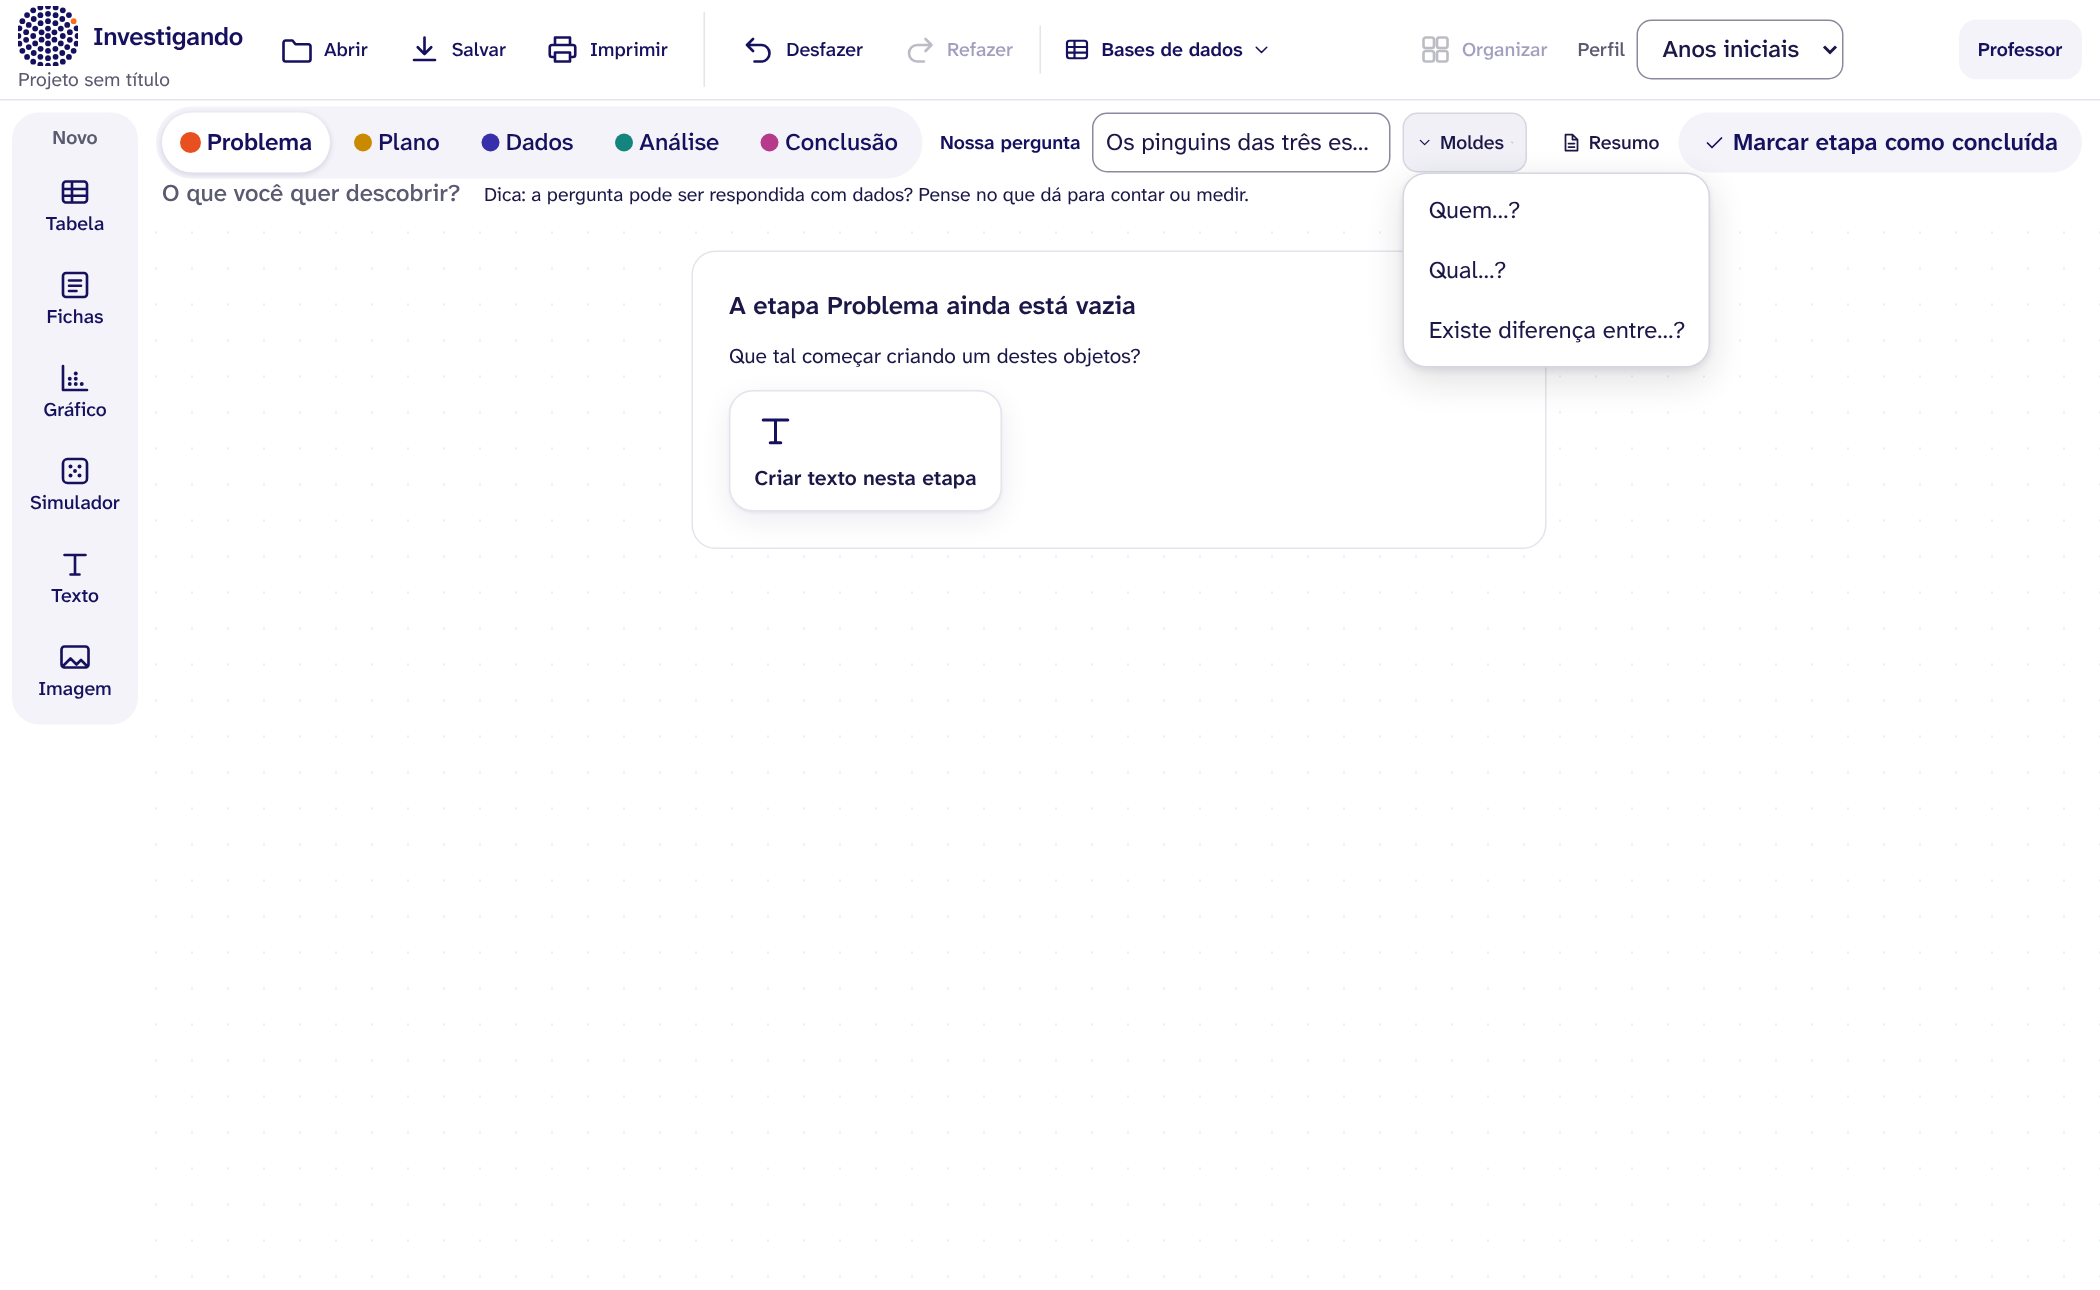 Investigando
Projeto sem título
Abrir
Salvar
Imprimir
Desfazer
Refazer
Bases de dados
Organizar
Perfil
Anos iniciais
Professor
Novo
Tabela
Fichas
Gráfico
Simulador
Texto
Imagem
Problema
Plano
Dados
Análise
Conclusão
Nossa pergunta
Os pinguins das três es...
Moldes
Resumo
Marcar etapa como concluída
O que você quer descobrir?
Dica: a pergunta pode ser respondida com dados? Pense no que dá para contar ou medir.
Quem...?
Qual...?
Existe diferença entre...?
A etapa Problema ainda está vazia
Que tal começar criando um destes objetos?
Criar texto nesta etapa